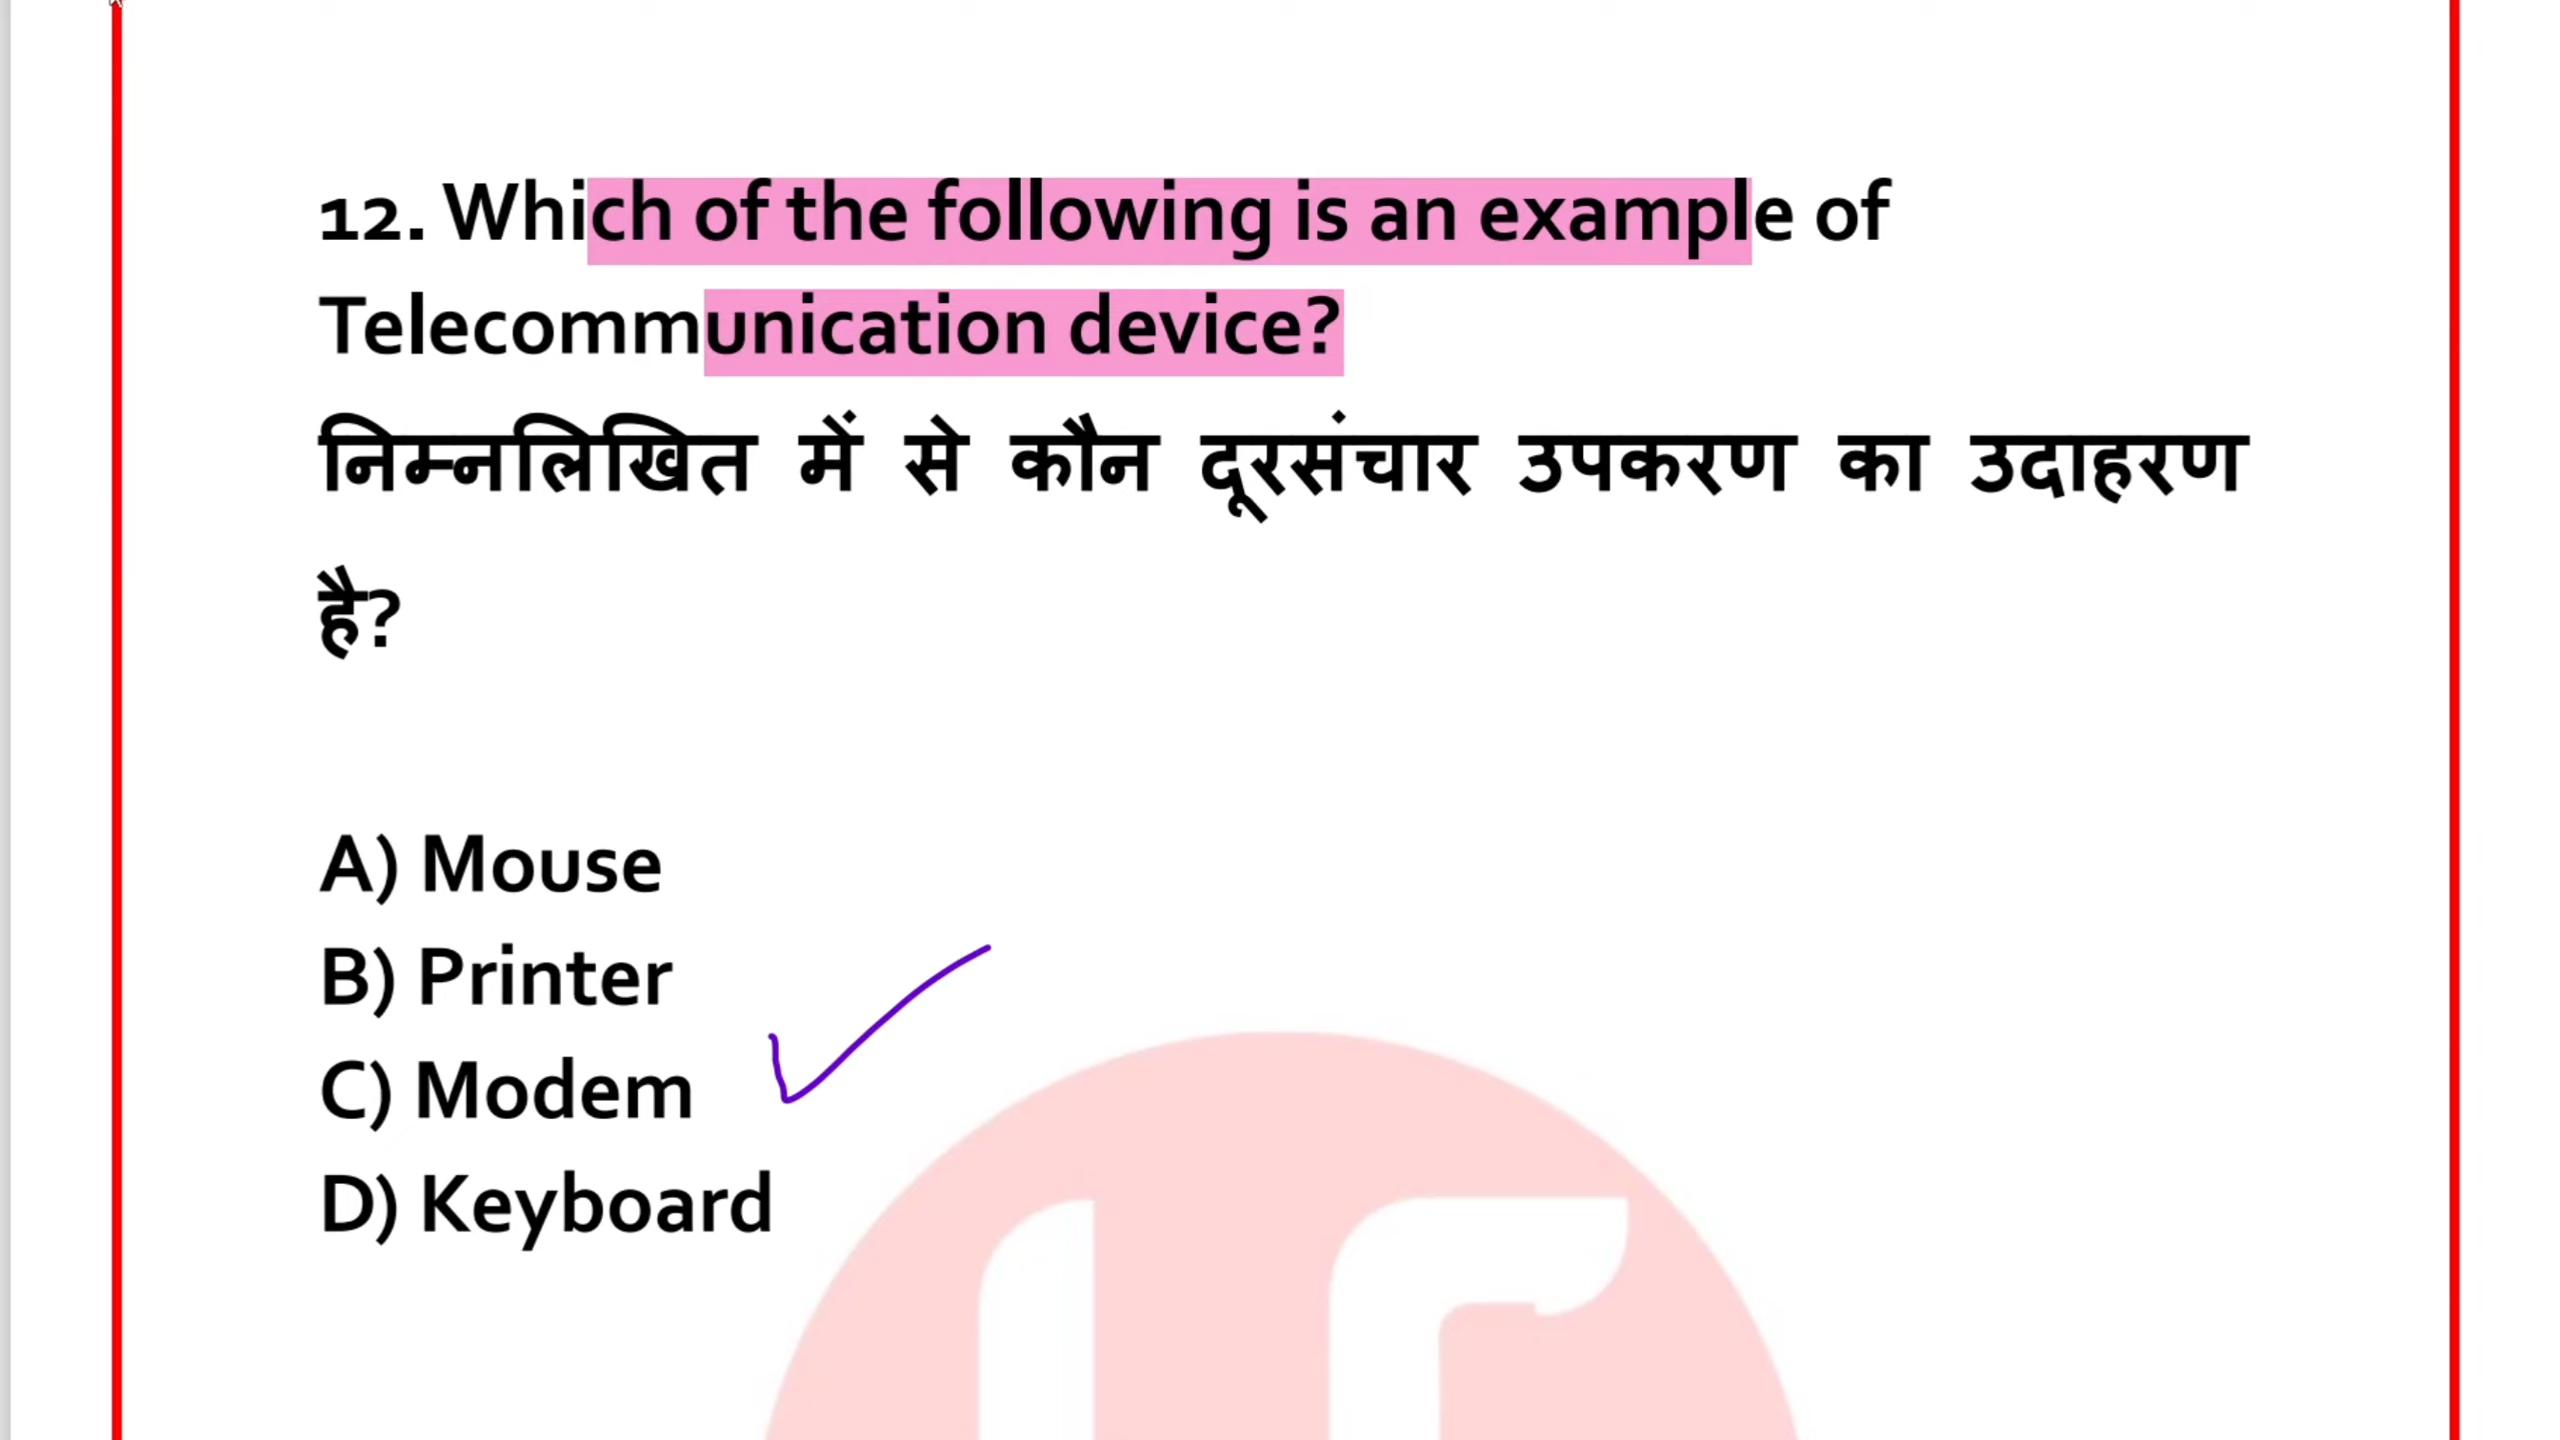 12. Which of the following is an example of
Telecommunication device?
निम्नलिखित में से कौन दूरसंचार उपकरण का उदाहरण
है?
A) Mouse
B) Printer
C) Modem
D) Keyboard